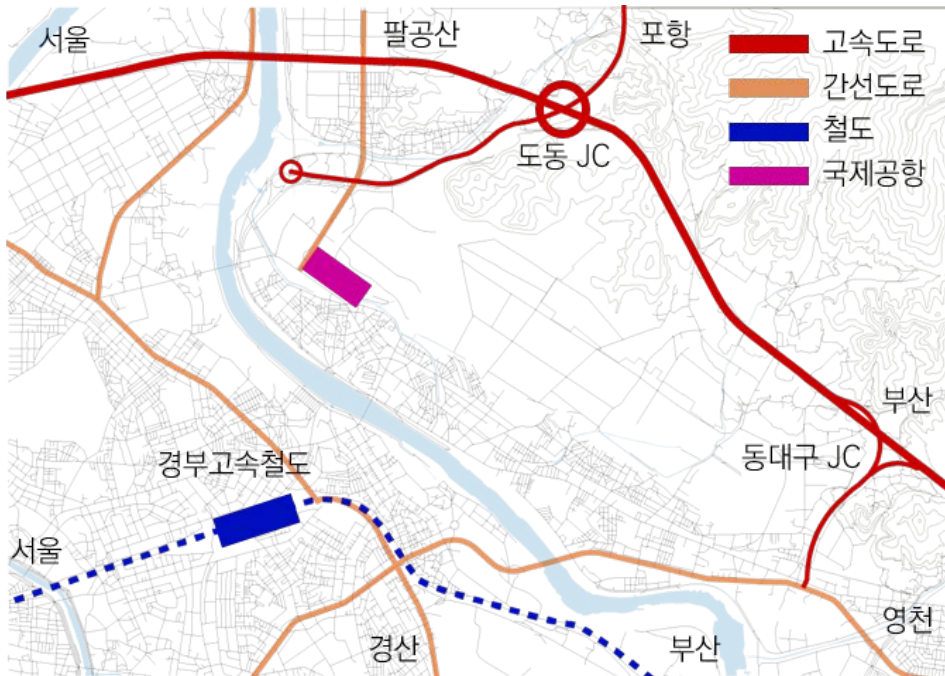 서울
팔공산
포항
고속도로
간선도로
철도
국제공항
도동 JC
부산
동대구 JC
경부고속철도
서울
경산
부산
영천